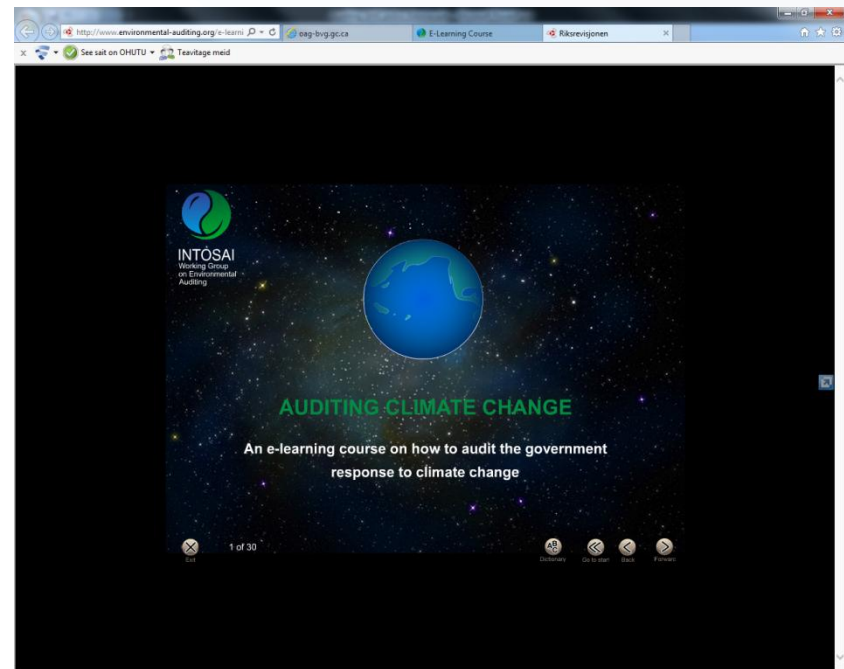 http://www.environmental-auditing.org/e-learni
oag-bvg.gc.ca
E-Learning Course
Riksrevisjonen
x
See sait on OHUTU
Teavitage meid
INTOSAI
Working Group
on Environmental
Auditing
AUDITING CLIMATE CHANGE
An e-learning course on how to audit the government
response to climate change
1 of 30
ABC
Exit
Dictionary
Go to start
Back
Forward